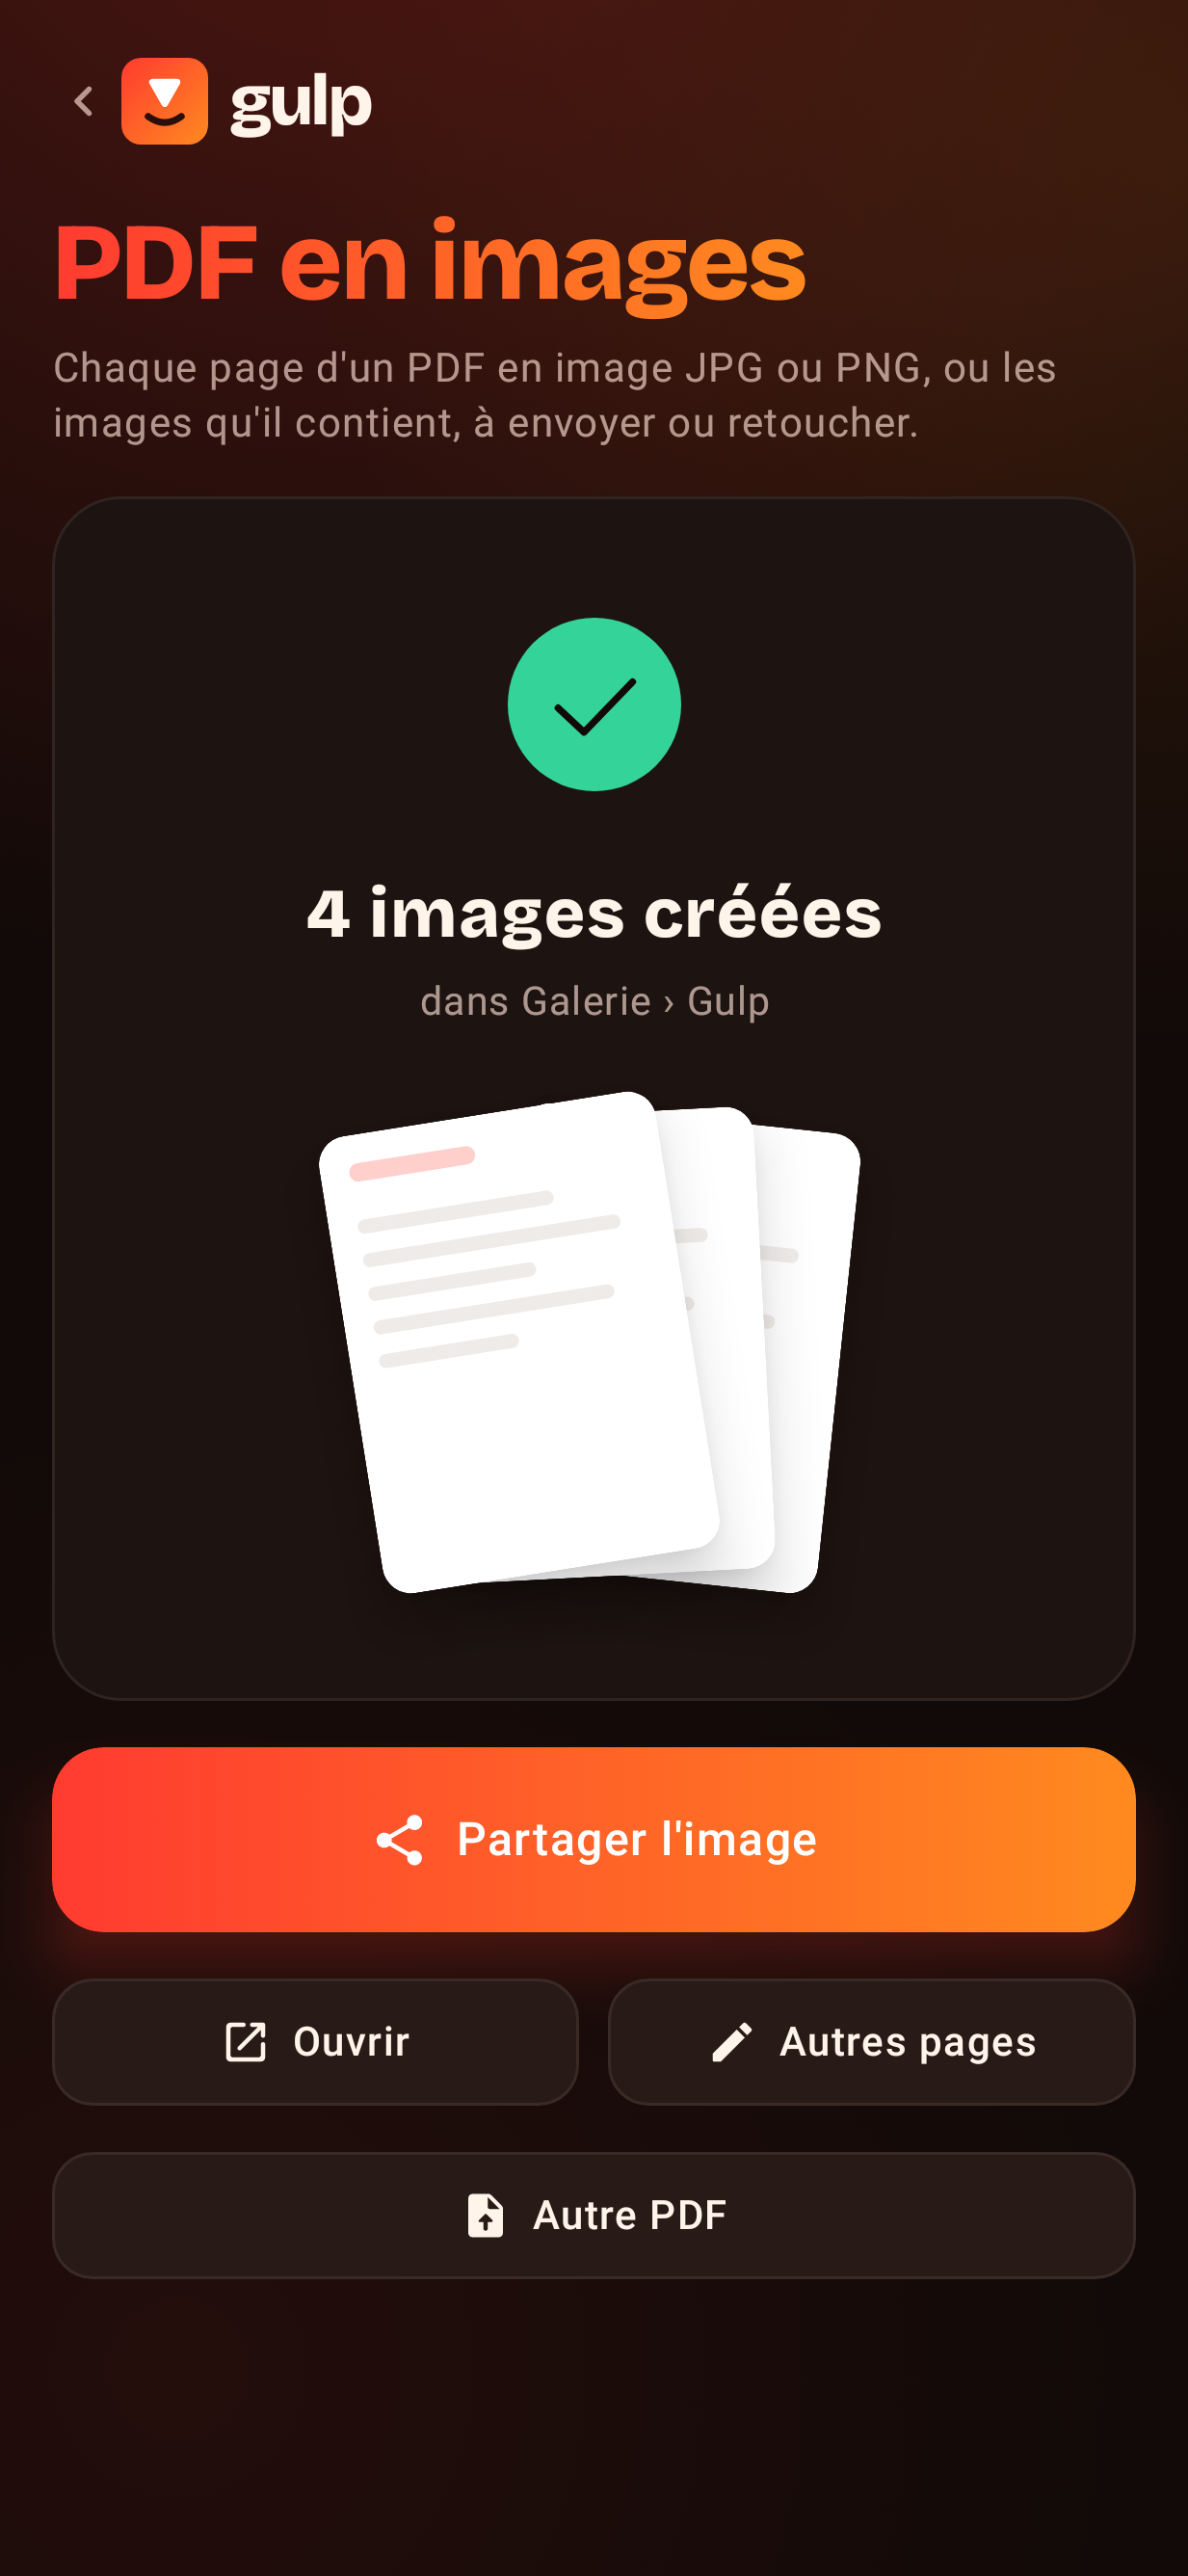 gulp
PDF en images
Chaque page d'un PDF en image JPG ou PNG, ou les
images qu'il contient, à envoyer ou retoucher.
4 images créées
dans Galerie › Gulp
Partager l'image
Ouvrir
Autres pages
Autre PDF